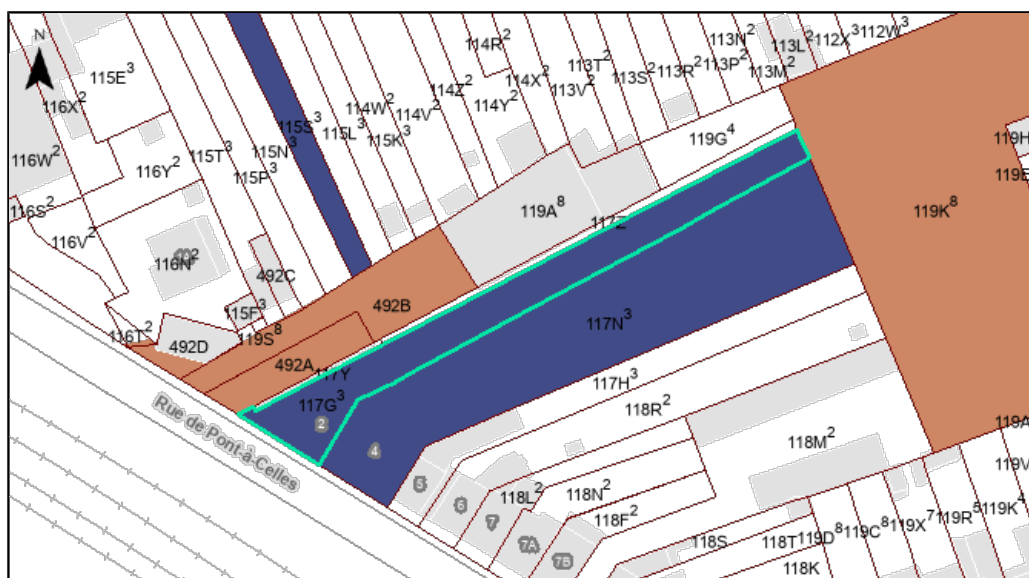 N
114R²
113N²
113L²
112X³
112W³
115E³
116X²
113T²
113S²
113R²
113P²
113M²
114X²
113V²
114Z²
114Y²
114W²
114V²
115S³
115L³
115K³
119G⁴
119H
116W²
116Y²
115T³
115N³
115P³
119E
116S²
119A⁸
117Z
119K⁸
116V²
116N²
492C
492B
115F³
117N³
116T²
492D
119S⁸
492A
117Y
117H³
117G³
2
118R²
Rue de Pont-à-Celles
4
118M²
119A
5
119V
6
118L²
118N²
7
118F²
7A
7B
118S
118T
119D⁸
119C⁸
119X⁷
119R⁵
119K⁴
118K